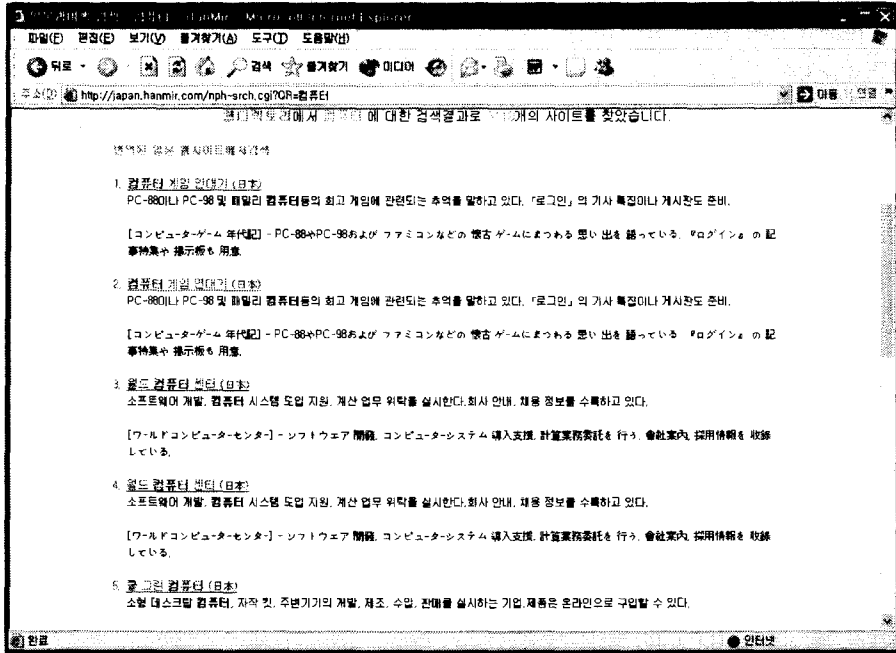 Microsoft Internet Explorer
파일(F) 편집(E) 보기(V) 즐겨찾기(A) 도구(T) 도움말(H)
뒤로 검색 즐겨찾기 미디어
주소(D) http://japan.hanmir.com/nph-srch.cgi?QR=컴퓨터 이동 연결
에 대한 검색결과로 개의 사이트를 찾았습니다.
번역된 일본 웹사이트에서검색
1. 컴퓨터 게임 연대기 (日本)
PC-880이나 PC-98 및 패밀리 컴퓨터등의 회고 게임에 관련되는 추억을 말하고 있다. 「로그인」의 기사 특집이나 게시판도 준비.
[コンピューターゲーム 年代記] - PC-88やPC-98および ファミコンなどの 懐古 ゲームにまつわる 思い 出を 語っている. 『ログイン』 の 記
事特集や 掲示板も 用意.
2. 컴퓨터 게임 연대기 (日本)
PC-880이나 PC-98 및 패밀리 컴퓨터등의 회고 게임에 관련되는 추억을 말하고 있다. 「로그인」의 기사 특집이나 게시판도 준비.
[コンピューターゲーム 年代記] - PC-88やPC-98および ファミコンなどの 懐古 ゲームにまつわる 思い 出を 語っている. 『ログイン』 の 記
事特集や 掲示板も 用意.
3. 월드 컴퓨터 센터 (日本)
소프트웨어 개발, 컴퓨터 시스템 도입 지원, 계산 업무 위탁을 실시한다.회사 안내, 채용 정보를 수록하고 있다.
[ワールドコンピューターセンター] - ソフトウェア 開発, コンピューターシステム 導入支援, 計算業務委託を 行う. 會社案内, 採用情報を 収録
している.
4. 월드 컴퓨터 센터 (日本)
소프트웨어 개발, 컴퓨터 시스템 도입 지원, 계산 업무 위탁을 실시한다.회사 안내, 채용 정보를 수록하고 있다.
[ワールドコンピューターセンター] - ソフトウェア 開発, コンピューターシステム 導入支援, 計算業務委託を 行う. 會社案内, 採用情報を 収録
している.
5. 쿨 그린 컴퓨터 (日本)
소형 데스크탑 컴퓨터, 자작 킷, 주변기기의 개발, 제조, 수입, 판매를 실시하는 기업.제품은 온라인으로 구입할 수 있다.
완료 인터넷